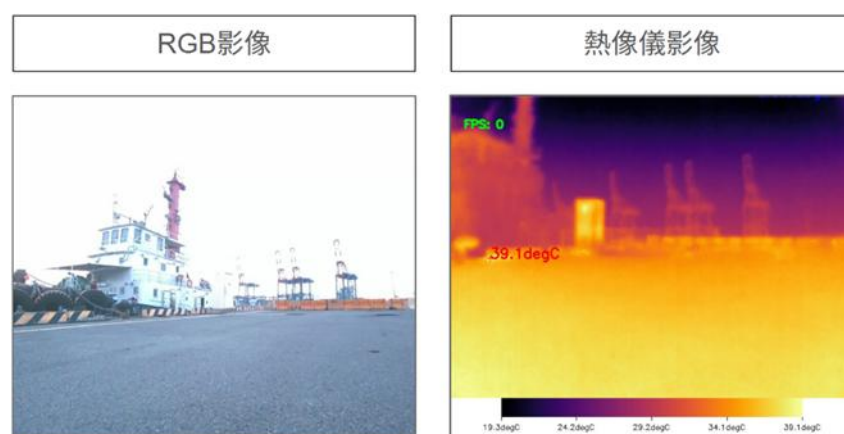 RGB影像
熱像儀影像
FPS: 0
39.1degC
19.3degC 24.2degC 29.2degC 34.1degC 39.1degC